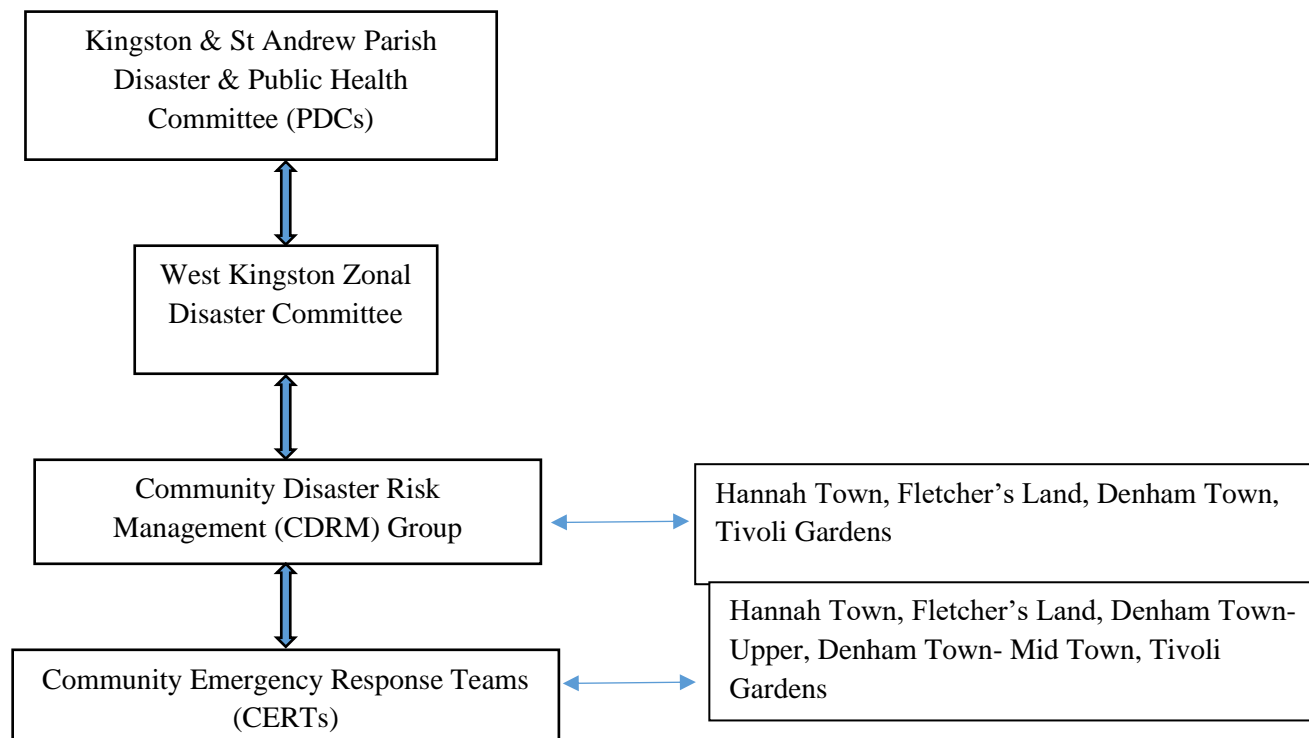 Kingston & St Andrew Parish
Disaster & Public Health
Committee (PDCs)
West Kingston Zonal
Disaster Committee
Community Disaster Risk
Management (CDRM) Group
Hannah Town, Fletcher’s Land, Denham Town,
Tivoli Gardens
Hannah Town, Fletcher’s Land, Denham Town-
Upper, Denham Town- Mid Town, Tivoli
Gardens
Community Emergency Response Teams
(CERTs)